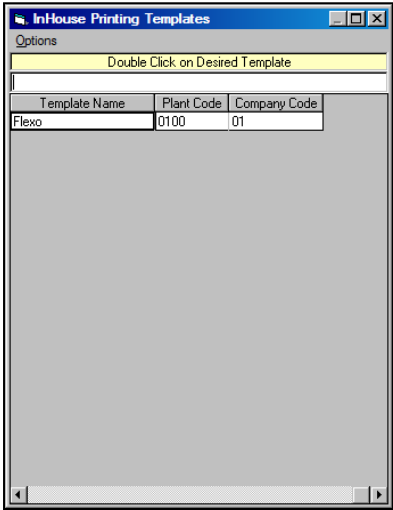 InHouse Printing Templates
Options
Double Click on Desired Template
Template Name Plant Code Company Code
Flexo 0100 01